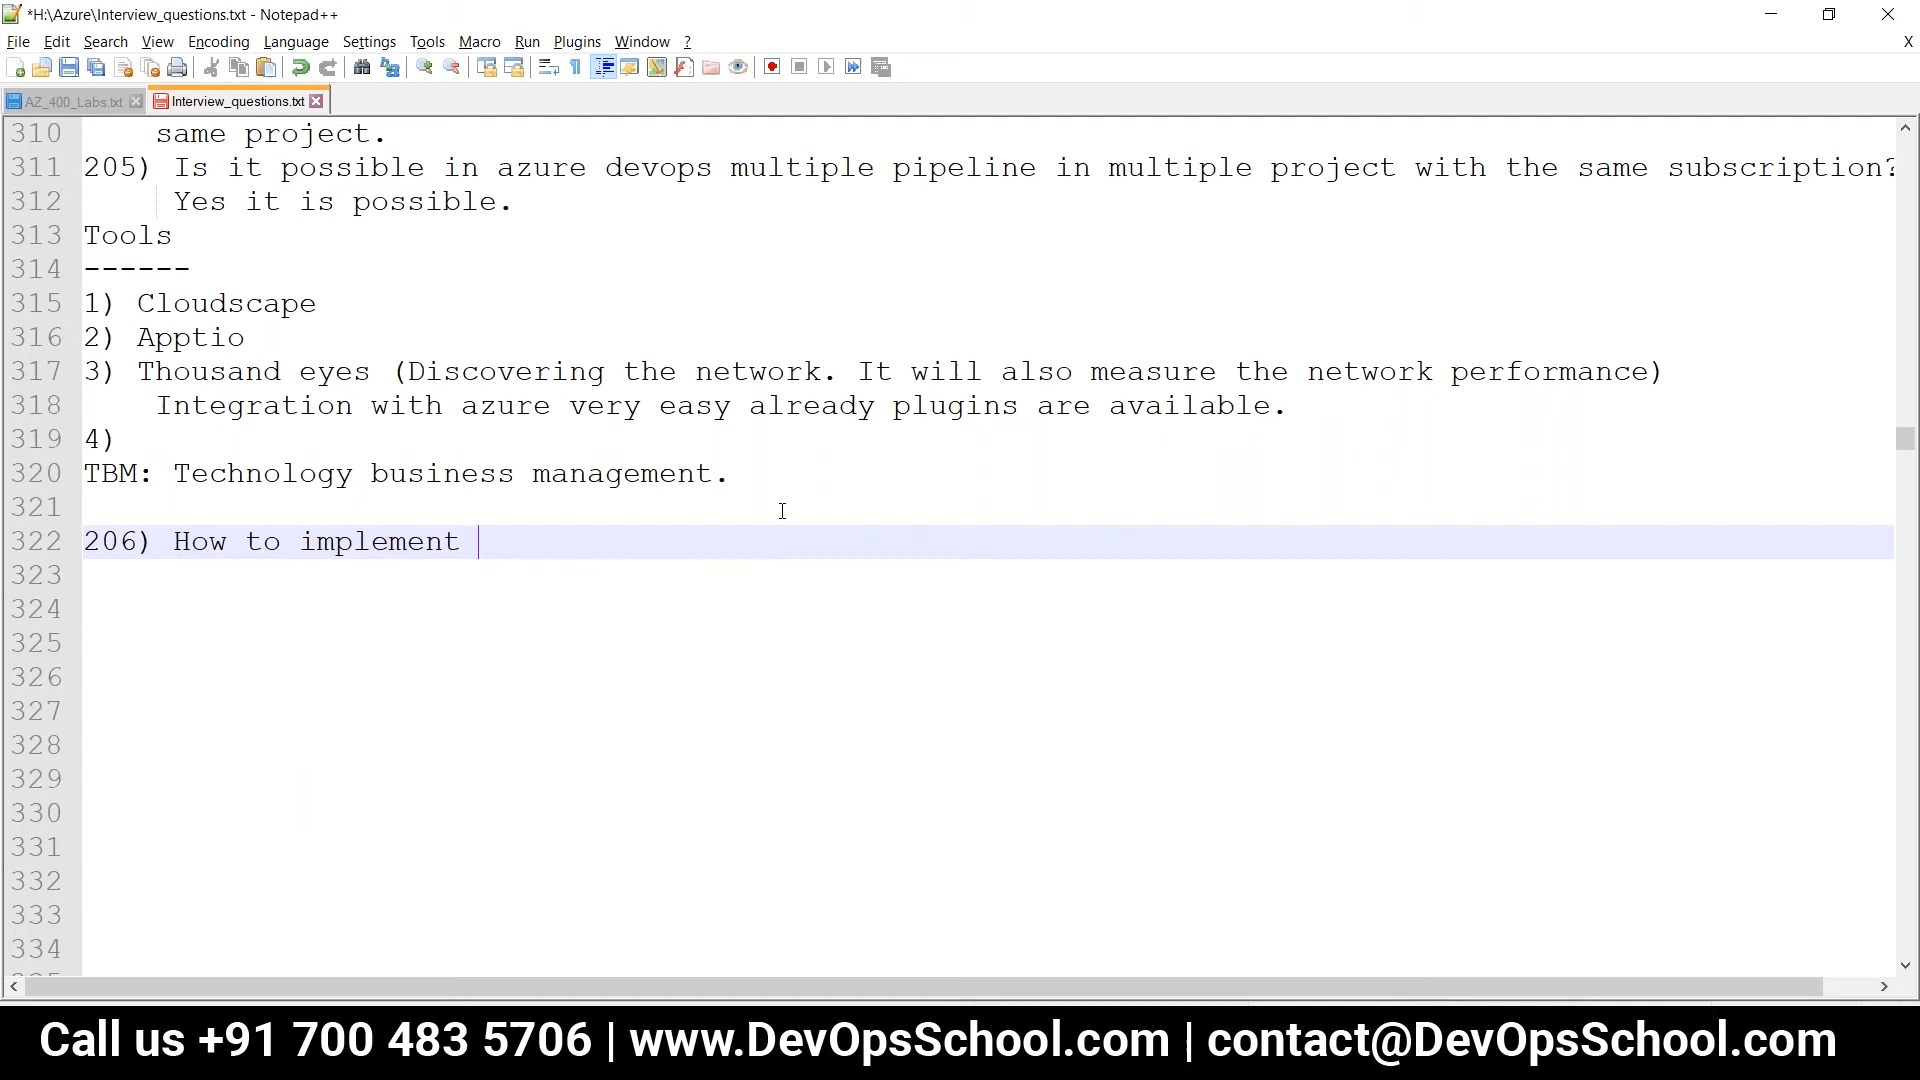 *H:\Azure\Interview_questions.txt - Notepad++
File Edit Search View Encoding Language Settings Tools Macro Run Plugins Window ? X
AZ_400_Labs.txt Interview_questions.txt
310 same project.
311 205) Is it possible in azure devops multiple pipeline in multiple project with the same subscription?
312 Yes it is possible.
313 Tools
314 ------
315 1) Cloudscape
316 2) Apptio
317 3) Thousand eyes (Discovering the network. It will also measure the network performance)
318 Integration with azure very easy already plugins are available.
319 4)
320 TBM: Technology business management.
321
322 206) How to implement
323
324
325
326
327
328
329
330
331
332
333
334
Call us +91 700 483 5706 | www.DevOpsSchool.com | contact@DevOpsSchool.com